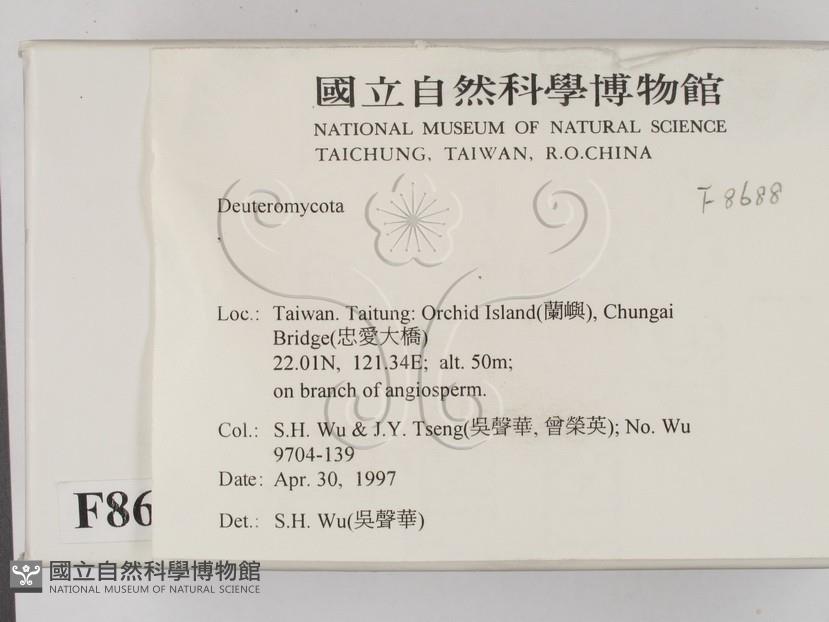 國立自然科學博物館
NATIONAL MUSEUM OF NATURAL SCIENCE
TAICHUNG, TAIWAN, R.O.CHINA
F8688
Deuteromycota
Loc.: Taiwan. Taitung: Orchid Island(蘭嶼), Chungai
Bridge(忠愛大橋)
22.01N, 121.34E; alt. 50m;
on branch of angiosperm.
Col.: S.H. Wu & J.Y. Tseng(吳聲華, 曾榮英); No. Wu
9704-139
Date: Apr. 30, 1997
Det.: S.H. Wu(吳聲華)
F86
國立自然科學博物館
NATIONAL MUSEUM OF NATURAL SCIENCE